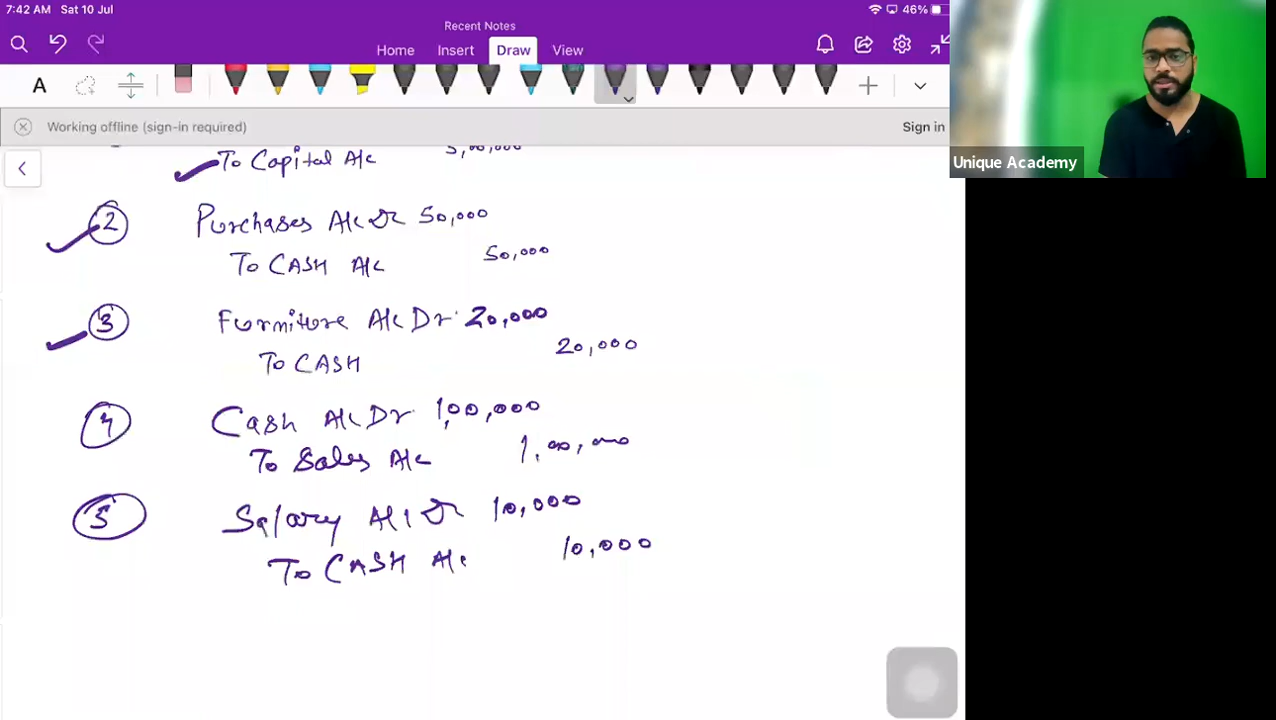 7:42 AM Sat 10 Jul
46%
Recent Notes
Home Insert Draw View
A
Working offline (sign-in required)
Sign in
Unique Academy
To Capital A/c 5,00,000
2 Purchases A/c Dr 50,000
To CASH A/c 50,000
3 Furniture A/c Dr. 20,000
To CASH 20,000
4 Cash A/c Dr. 1,00,000
To Sales A/c 1,00,000
5 Salary A/c Dr 10,000
To CASH A/c 10,000